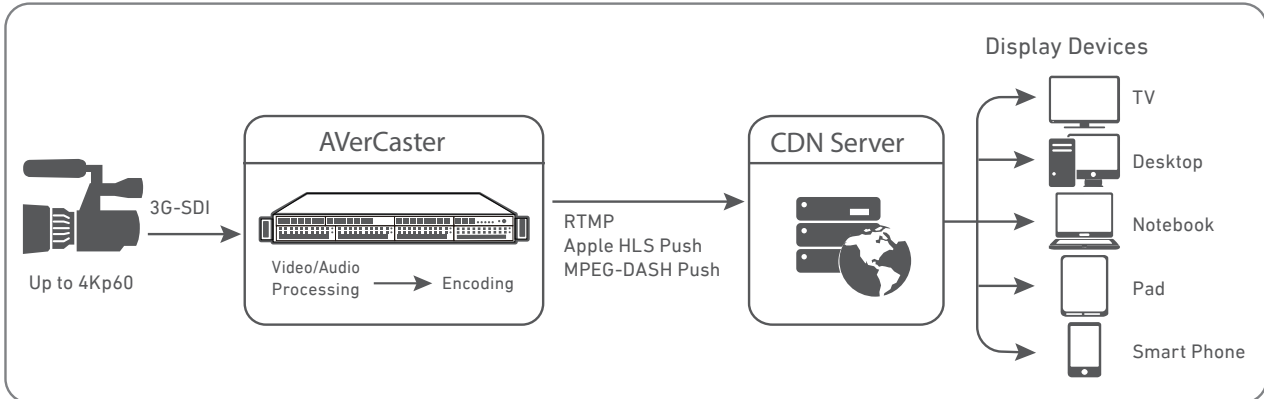 Display Devices
AVerCaster
CDN Server
3G-SDI
Up to 4Kp60
Video/Audio
Processing
Encoding
RTMP
Apple HLS Push
MPEG-DASH Push
TV
Desktop
Notebook
Pad
Smart Phone